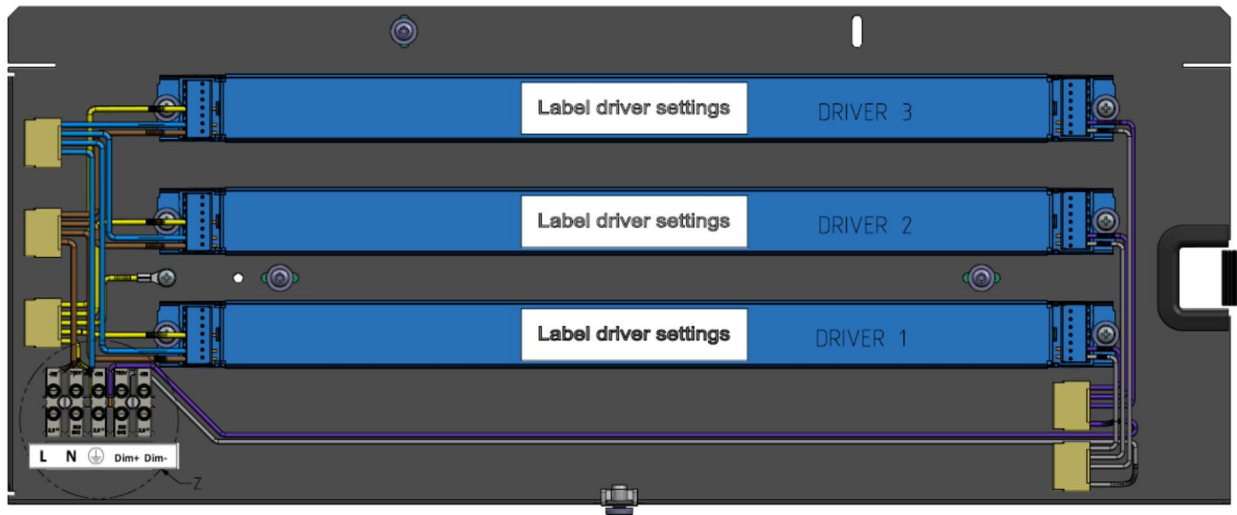 Label driver settings DRIVER 3
Label driver settings DRIVER 2
Label driver settings DRIVER 1
L N Dim+ Dim-
Z